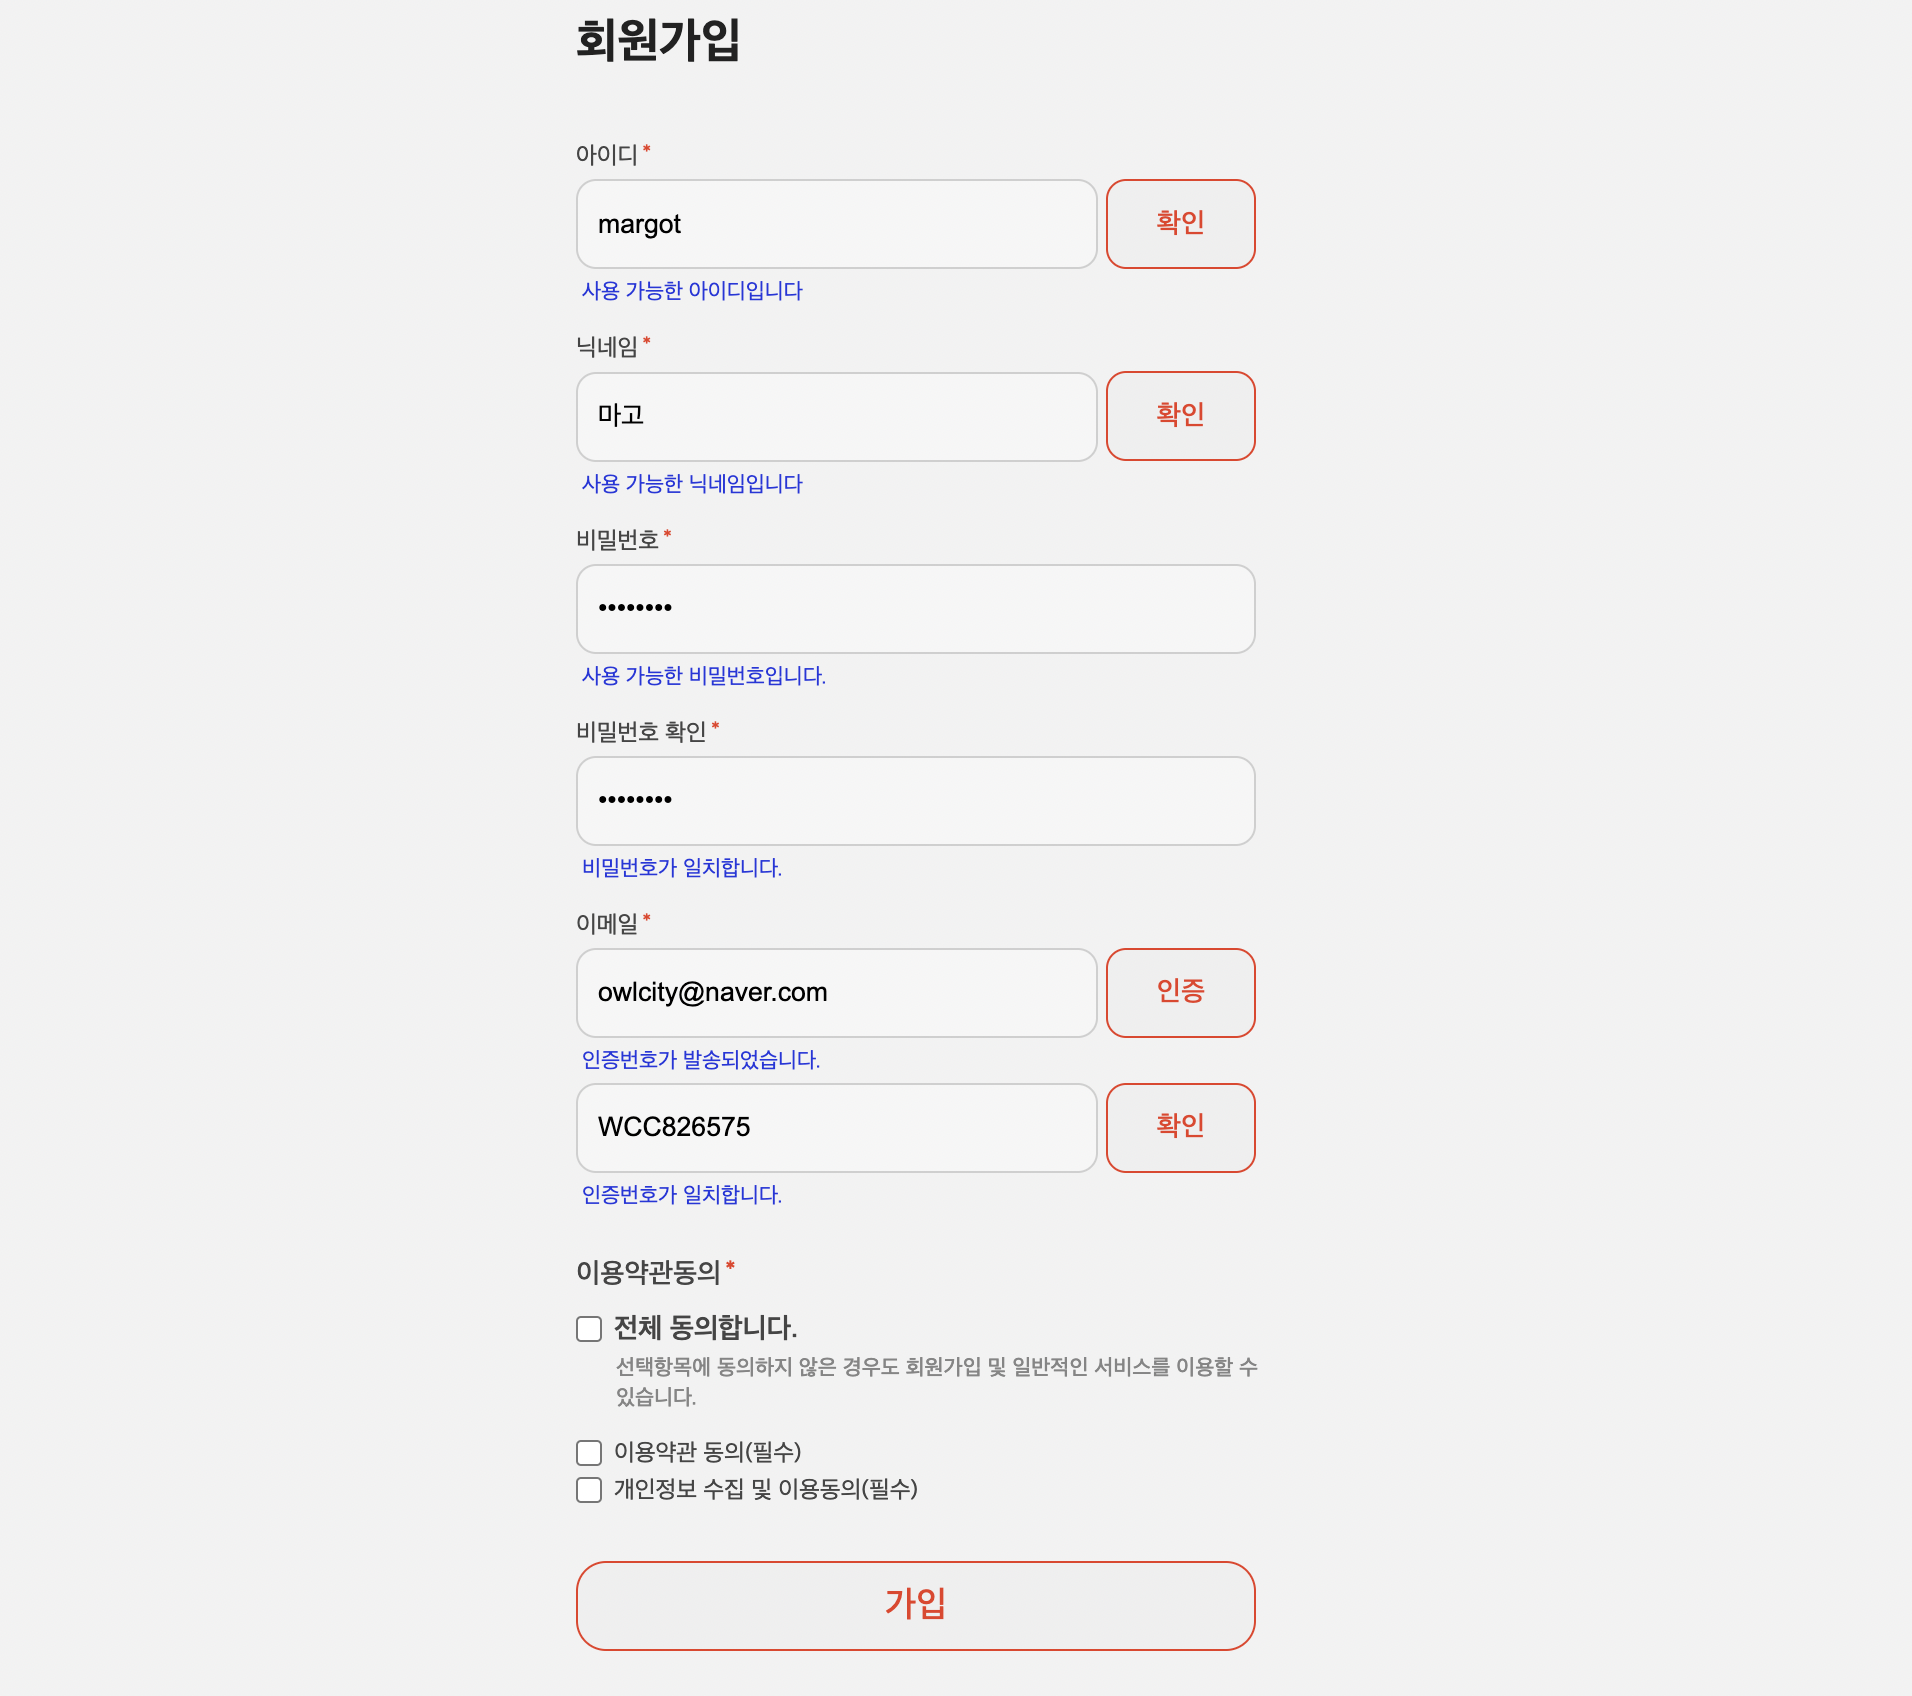 회원가입
아이디 *
margot
확인
사용 가능한 아이디입니다
닉네임 *
마고
확인
사용 가능한 닉네임입니다
비밀번호 *
••••••••
사용 가능한 비밀번호입니다.
비밀번호 확인 *
••••••••
비밀번호가 일치합니다.
이메일 *
owlcity@naver.com
인증
인증번호가 발송되었습니다.
WCC826575
확인
인증번호가 일치합니다.
이용약관동의 *
전체 동의합니다.
선택항목에 동의하지 않은 경우도 회원가입 및 일반적인 서비스를 이용할 수
있습니다.
이용약관 동의(필수)
개인정보 수집 및 이용동의(필수)
가입